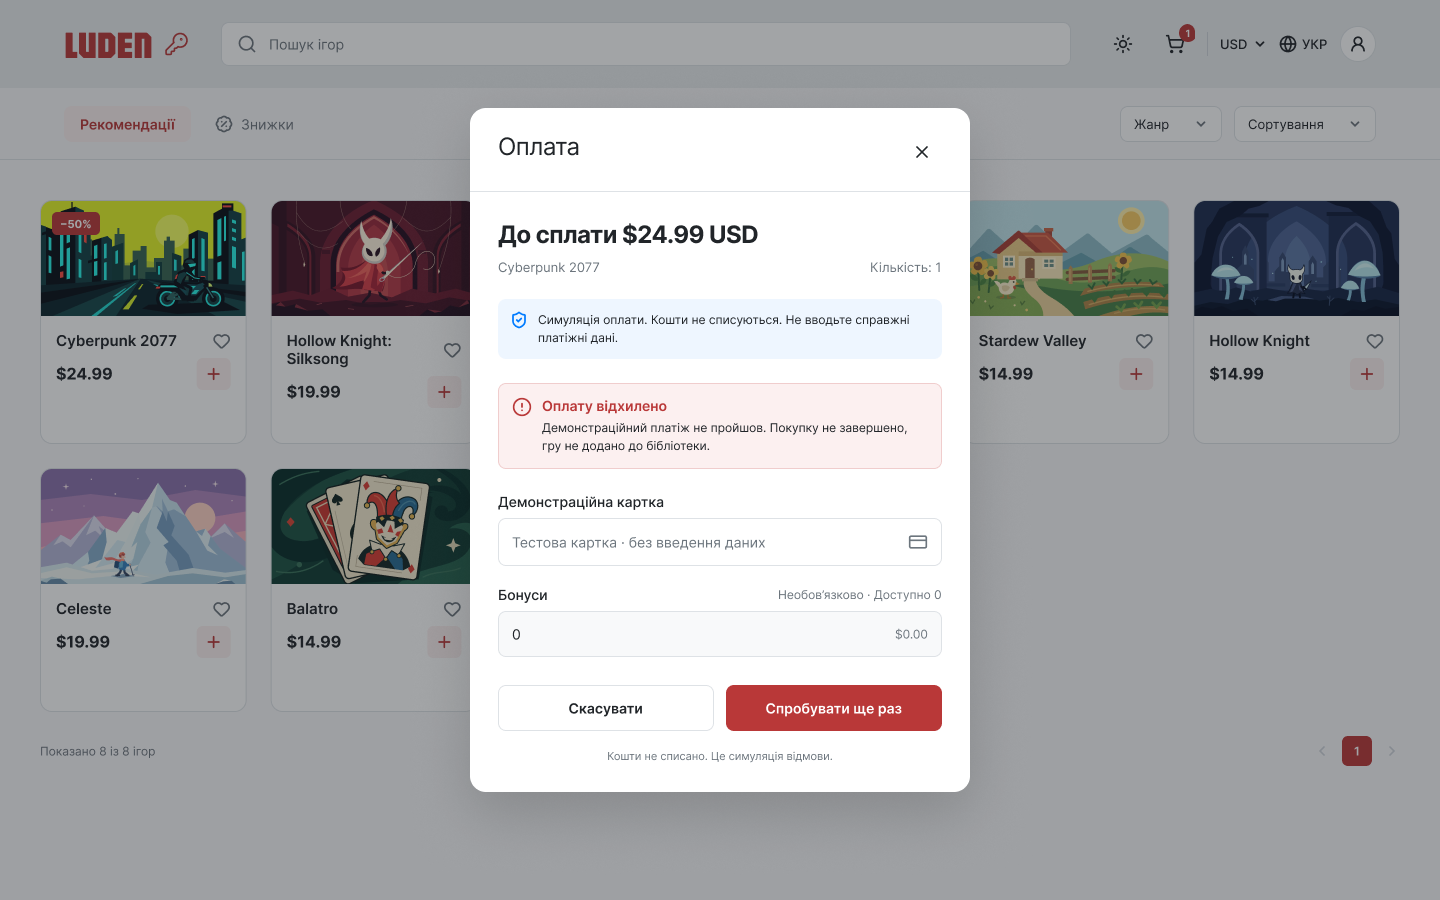 LUDEN
Пошук ігор
1
USD
УКР
Рекомендації
Знижки
Жанр
Сортування
Оплата
До сплати $24.99 USD
Cyberpunk 2077
Кількість: 1
Симуляція оплати. Кошти не списуються. Не вводьте справжні
платіжні дані.
Оплату відхилено
Демонстраційний платіж не пройшов. Покупку не завершено,
гру не додано до бібліотеки.
Демонстраційна картка
Тестова картка · без введення даних
Бонуси
Необов’язково · Доступно 0
0
$0.00
Скасувати
Спробувати ще раз
Кошти не списано. Це симуляція відмови.
−50%
Cyberpunk 2077
$24.99
Hollow Knight:
Silksong
$19.99
Stardew Valley
$14.99
Hollow Knight
$14.99
Celeste
$19.99
Balatro
$14.99
Показано 8 із 8 ігор
1